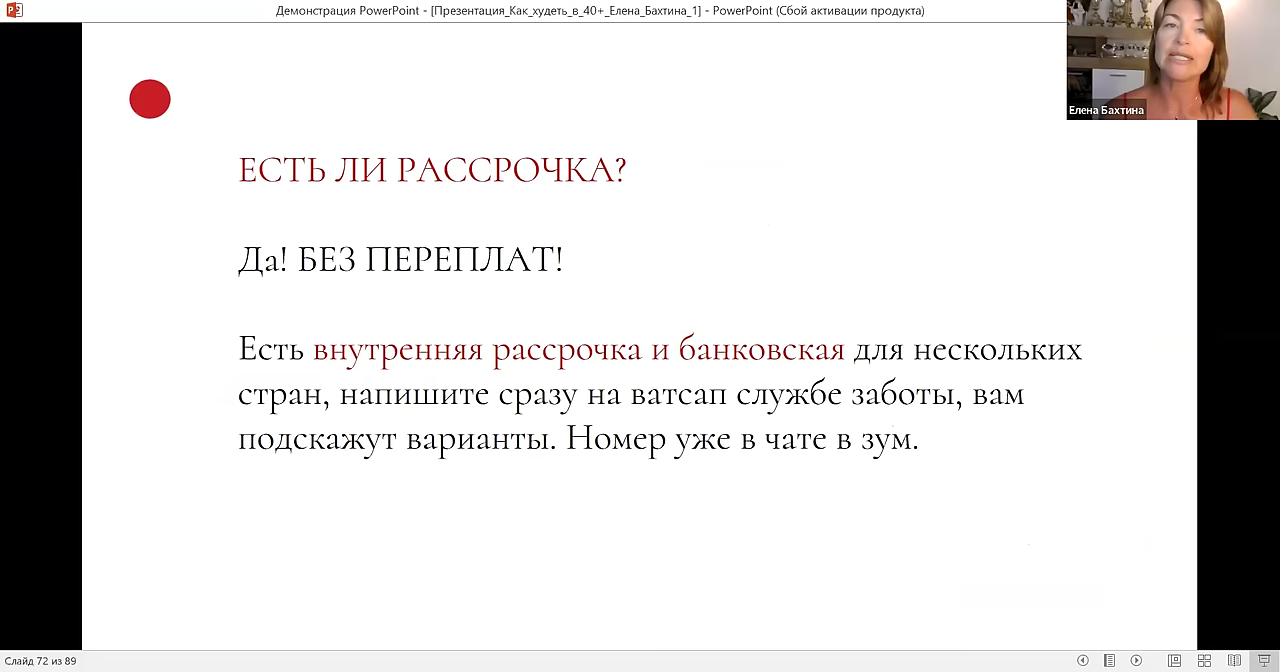 Демонстрация PowerPoint - [Презентация_Как_худеть_в_40+_Елена_Бахтина_1] - PowerPoint (Сбой активации продукта)
Елена Бахтина
ЕСТЬ ЛИ РАССРОЧКА?
Да! БЕЗ ПЕРЕПЛАТ!
Есть внутренняя рассрочка и банковская для нескольких
стран, напишите сразу на ватсап службе заботы, вам
подскажут варианты. Номер уже в чате в зум.
Слайд 72 из 89